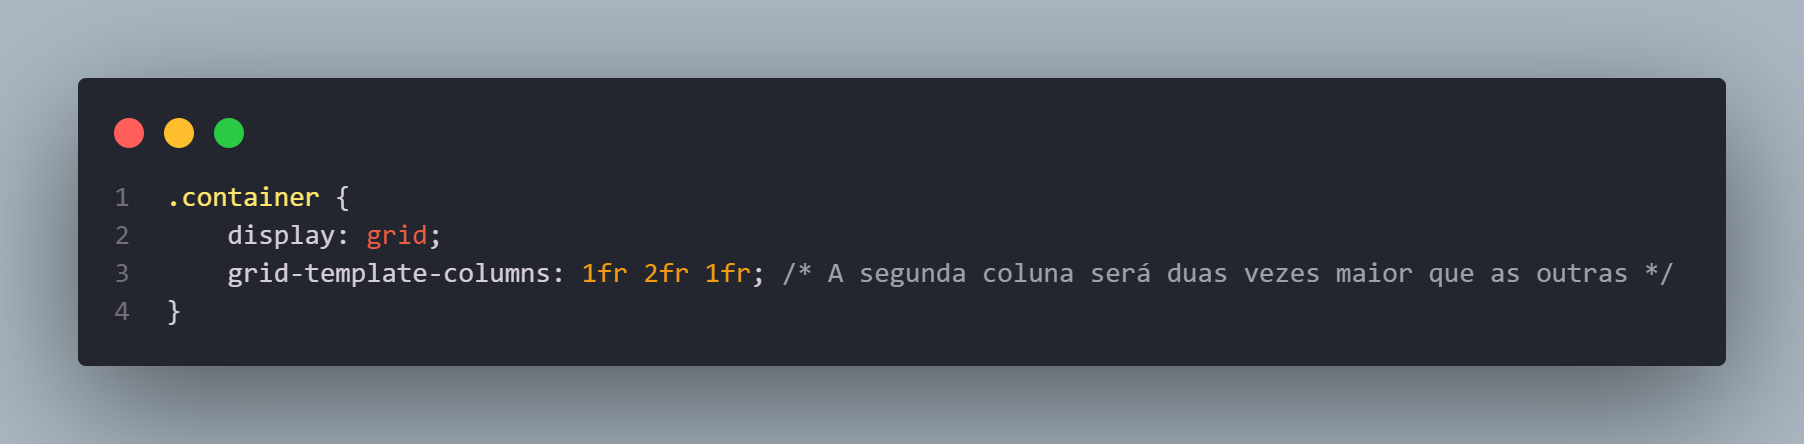 1 .container {
2     display: grid;
3     grid-template-columns: 1fr 2fr 1fr; /* A segunda coluna será duas vezes maior que as outras */
4 }